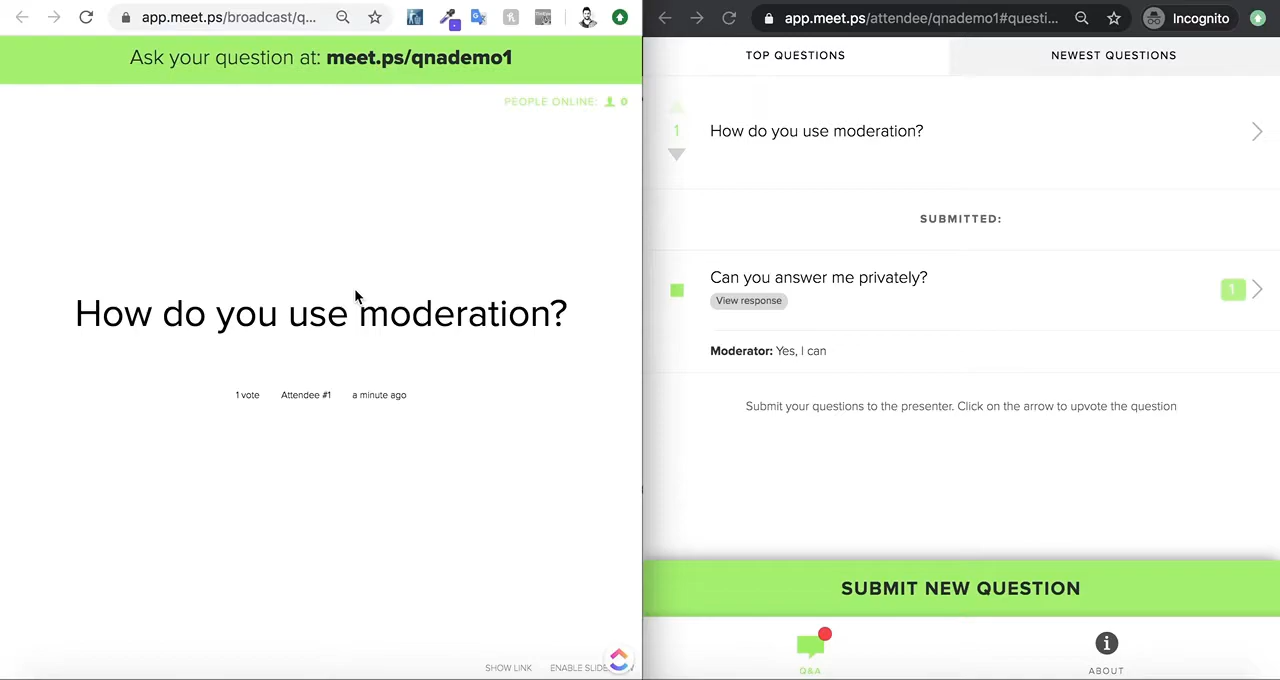 app.meet.ps/broadcast/q...
Ask your question at: meet.ps/qnademo1
PEOPLE ONLINE: 0
How do you use moderation?
1 vote Attendee #1 a minute ago
SHOW LINK ENABLE SLIDE
app.meet.ps/attendee/qnademo1#questi...
Incognito
TOP QUESTIONS
NEWEST QUESTIONS
1
How do you use moderation?
SUBMITTED:
Can you answer me privately?
View response
1
Moderator: Yes, I can
Submit your questions to the presenter. Click on the arrow to upvote the question
SUBMIT NEW QUESTION
Q&A
ABOUT